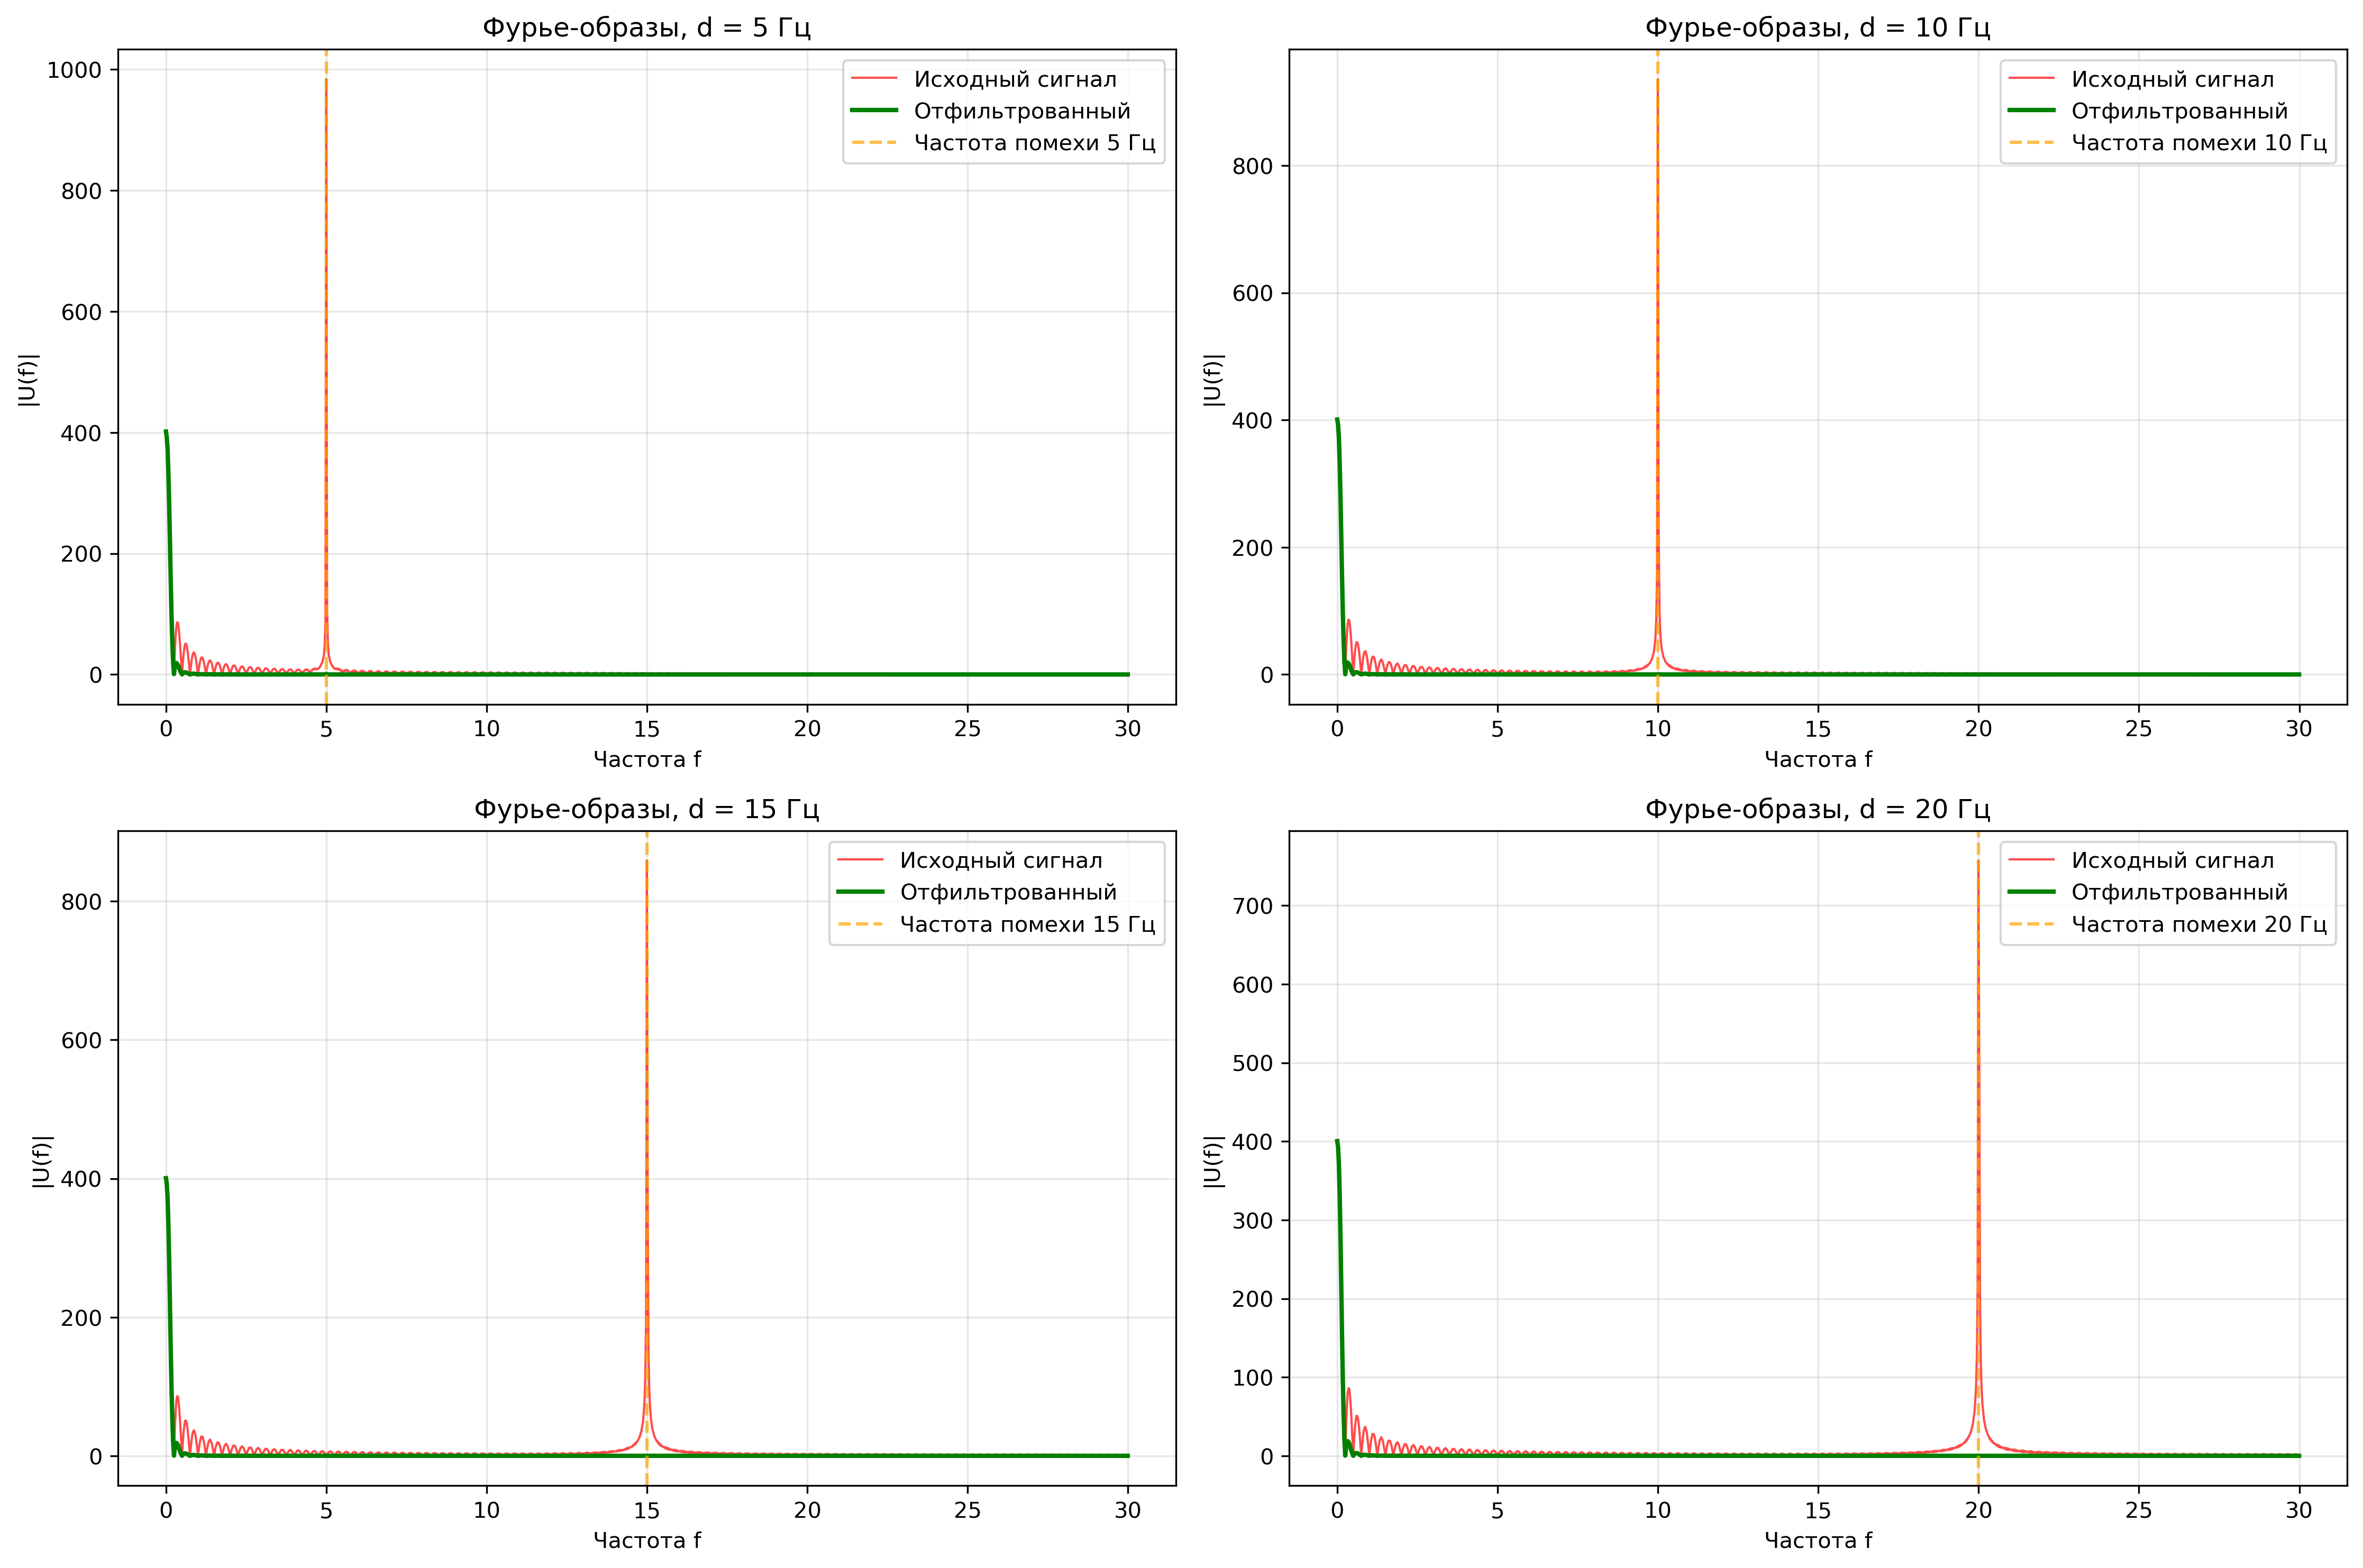 Фурье-образы, d = 5 Гц
1000
800
600
400
200
0
|U(f)|
Исходный сигнал
Отфильтрованный
Частота помехи 5 Гц
0 5 10 15 20 25 30
Частота f
Фурье-образы, d = 10 Гц
800
600
400
200
0
|U(f)|
Исходный сигнал
Отфильтрованный
Частота помехи 10 Гц
0 5 10 15 20 25 30
Частота f
Фурье-образы, d = 15 Гц
800
600
400
200
0
|U(f)|
Исходный сигнал
Отфильтрованный
Частота помехи 15 Гц
0 5 10 15 20 25 30
Частота f
Фурье-образы, d = 20 Гц
700
600
500
400
300
200
100
0
|U(f)|
Исходный сигнал
Отфильтрованный
Частота помехи 20 Гц
0 5 10 15 20 25 30
Частота f